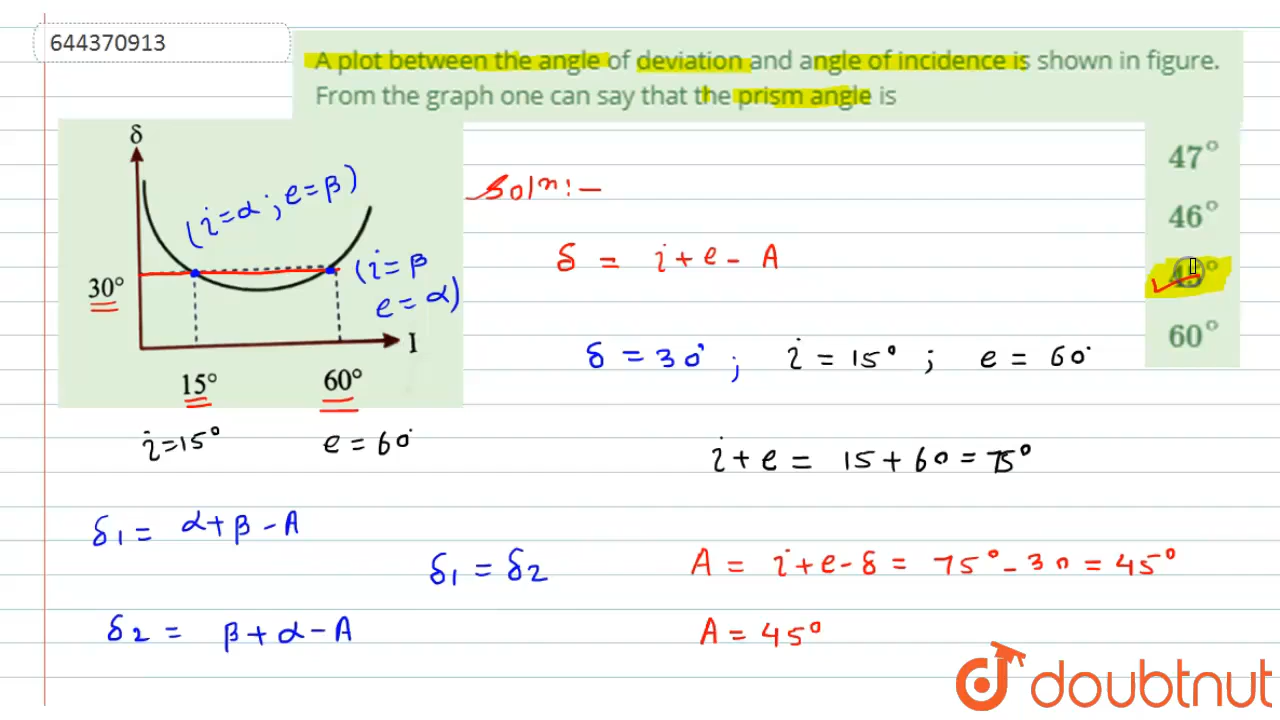 644370913
A plot between the angle of deviation and angle of incidence is shown in figure.
From the graph one can say that the prism angle is
δ
30°
I
15°
60°
(i=α ; e=β)
(i=β
e=α)
i=15°
e=60°
δ1 = α+β-A
δ2 = β+α-A
δ1=δ2
Soln:-
δ = i+e-A
δ=30° ; i=15° ; e=60°
i+e = 15+60=75°
A = i+e-δ = 75°-30=45°
A=45°
47°
46°
60°
doubtnut